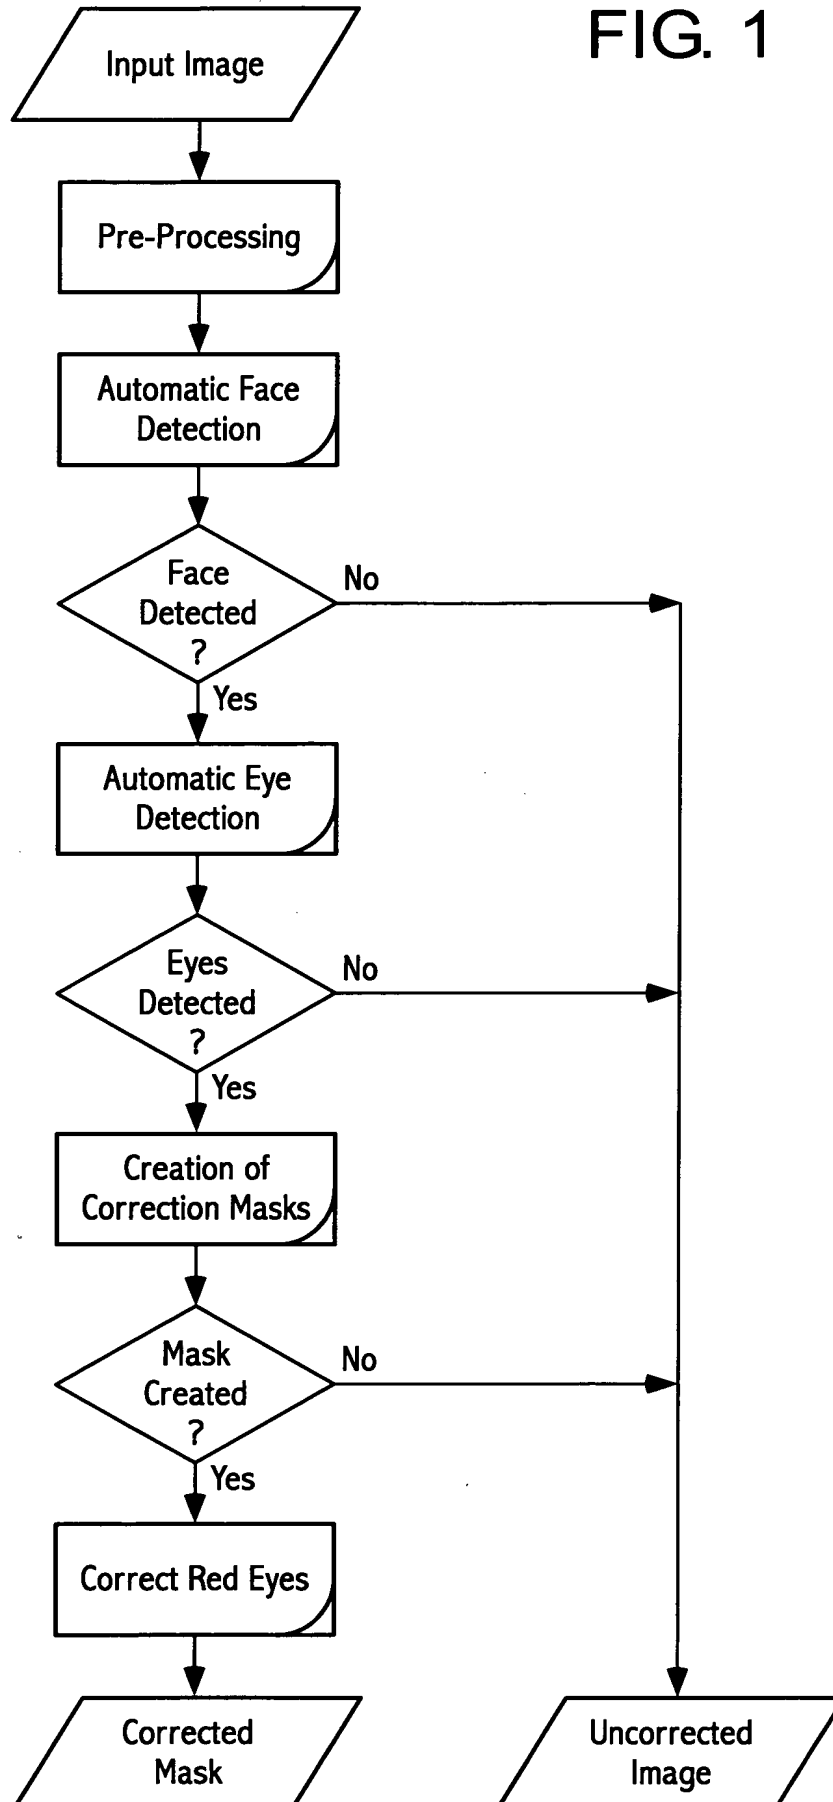 FIG. 1
Input Image
Pre-Processing
Automatic Face
Detection
Face
Detected
?
No
Yes
Automatic Eye
Detection
Eyes
Detected
?
No
Yes
Creation of
Correction Masks
Mask
Created
?
No
Yes
Correct Red Eyes
Corrected
Mask
Uncorrected
Image